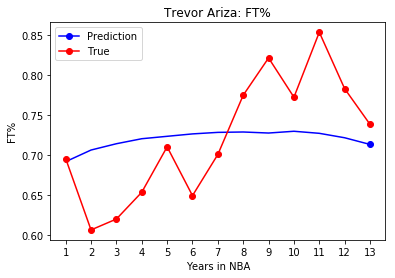 Trevor Ariza: FT%
Prediction
True
FT%
0.85
0.80
0.75
0.70
0.65
0.60
1 2 3 4 5 6 7 8 9 10 11 12 13
Years in NBA